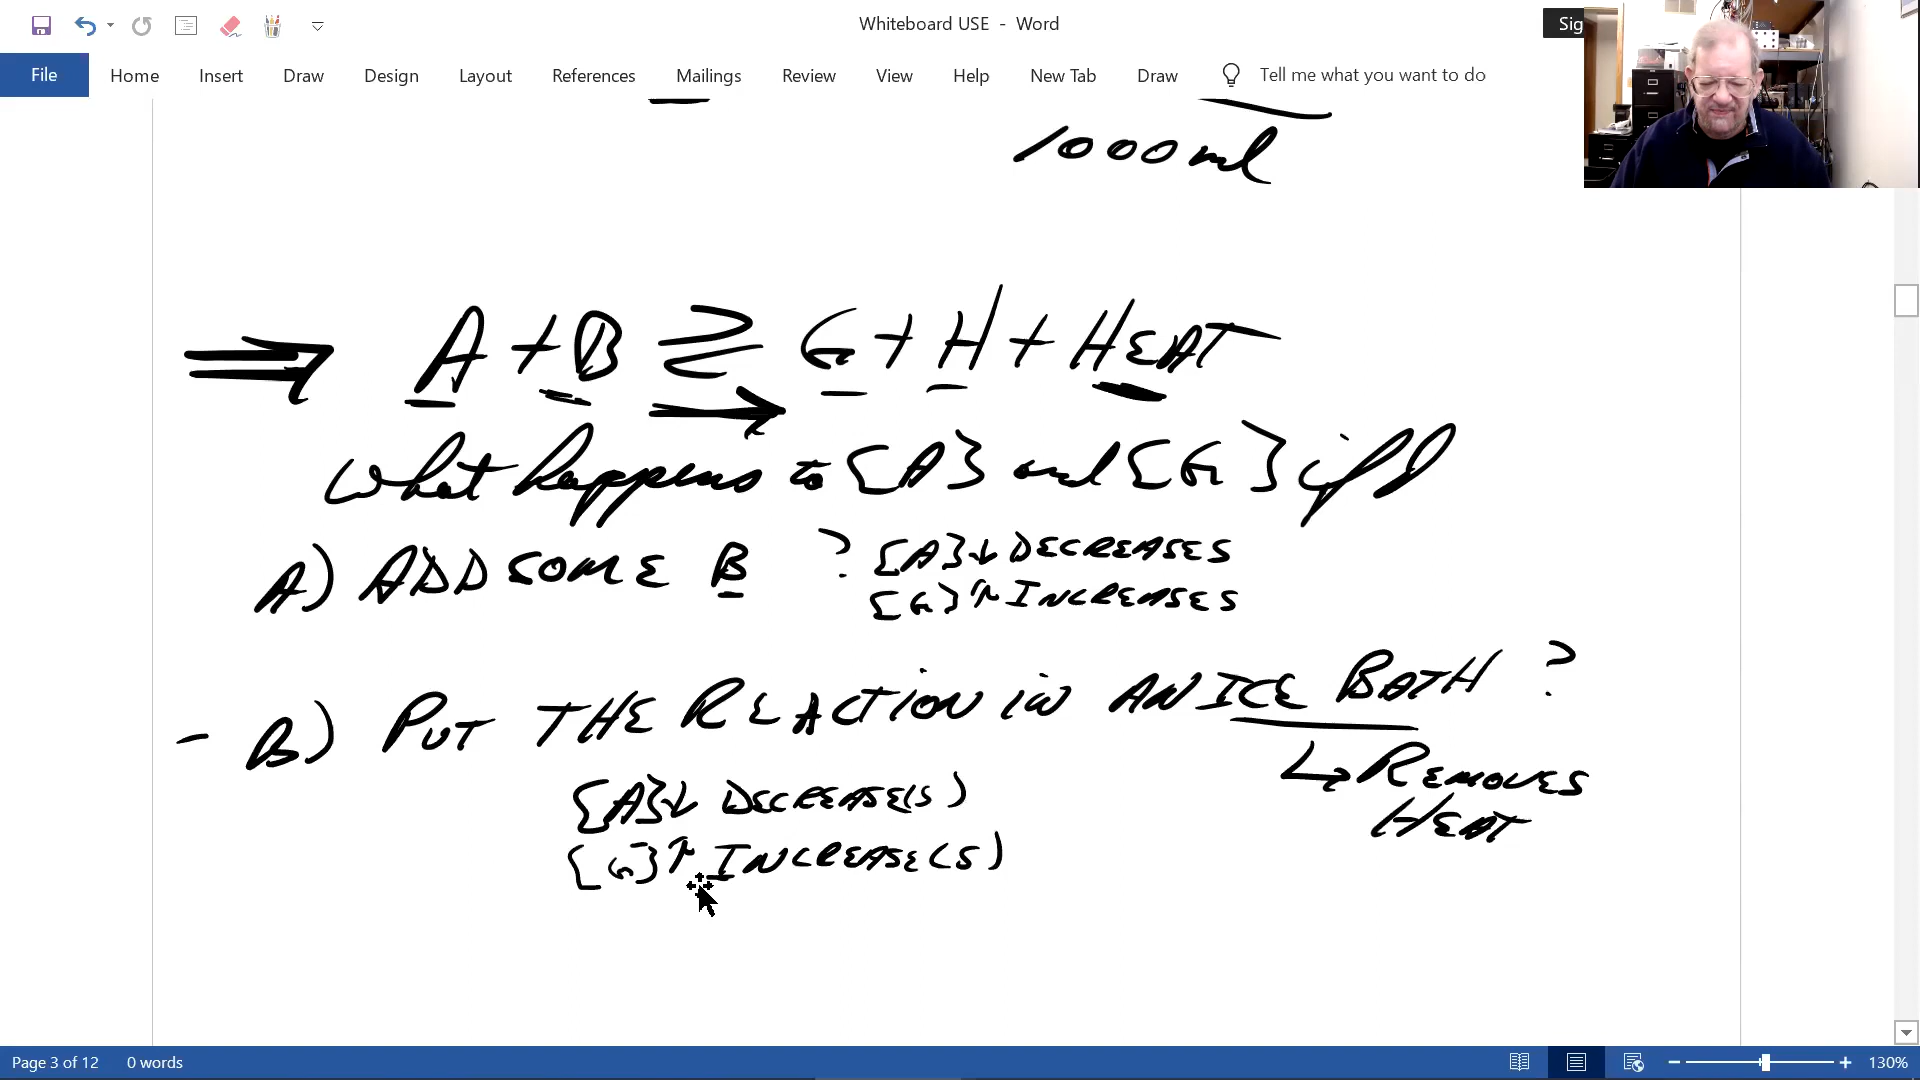 Whiteboard USE - Word
Sig
File Home Insert Draw Design Layout References Mailings Review View Help New Tab Draw Tell me what you want to do
1000 ml
⇒ A + B ⇄ G + H + HEAT
→
What happens to [A] and [G] if I
A) ADD SOME B ? [A]↓ DECREASES
[G]↑ INCREASES
- B) PUT THE REACTION IN AN ICE BATH ?
↳ REMOVES
HEAT
[A]↓ DECREASE(S)
[G]↑ INCREASE(S)
Page 3 of 12 0 words
130%